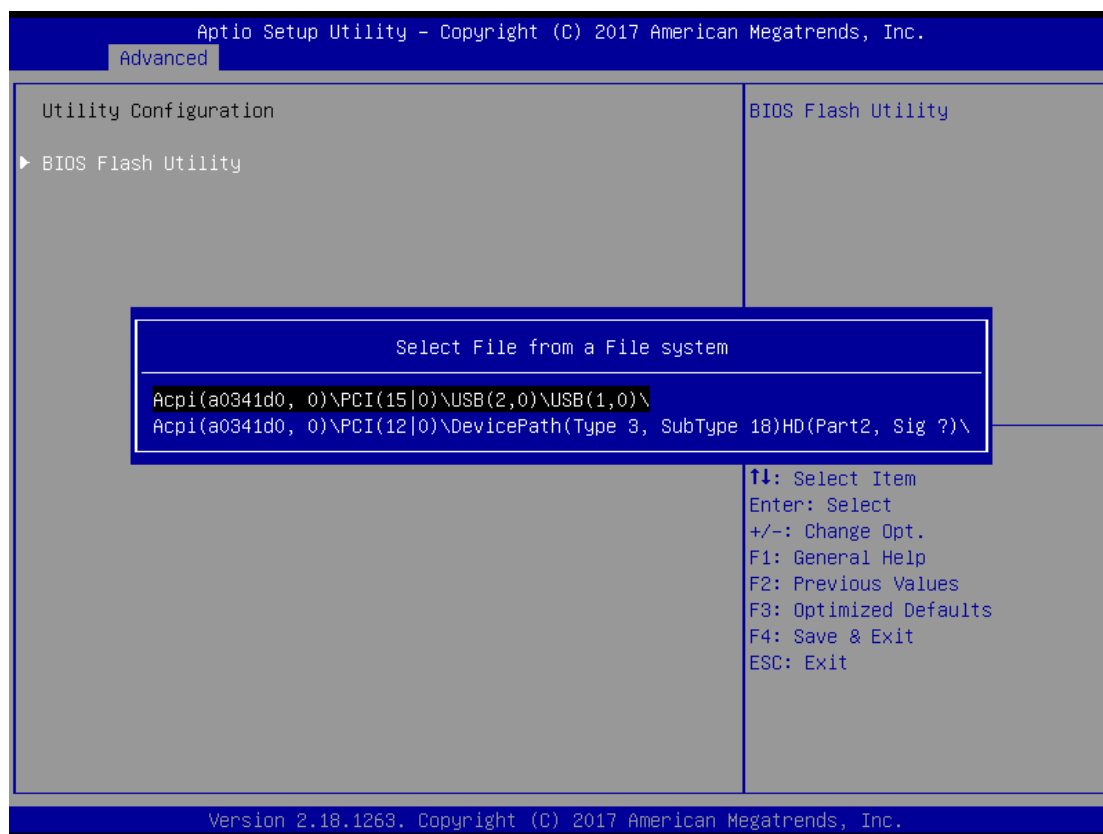 Aptio Setup Utility – Copyright (C) 2017 American Megatrends, Inc.
Advanced
Utility Configuration
BIOS Flash Utility
▶ BIOS Flash Utility
Select File from a File system
Acpi(a0341d0, 0)\PCI(15|0)\USB(2,0)\USB(1,0)\
Acpi(a0341d0, 0)\PCI(12|0)\DevicePath(Type 3, SubType 18)HD(Part2, Sig ?)\
↑↓: Select Item
Enter: Select
+/-: Change Opt.
F1: General Help
F2: Previous Values
F3: Optimized Defaults
F4: Save & Exit
ESC: Exit
Version 2.18.1263. Copyright (C) 2017 American Megatrends, Inc.